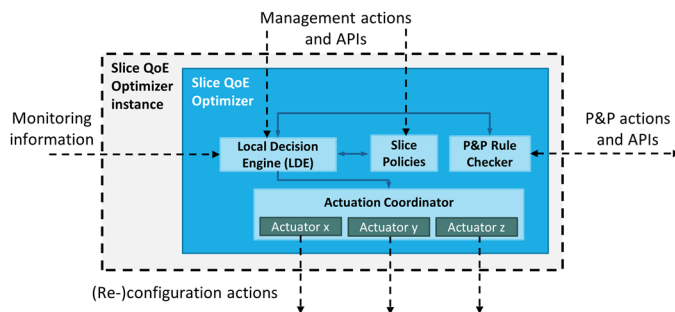 Management actions
and APIs
Slice QoE
Optimizer
instance
Slice QoE
Optimizer
Monitoring
information
P&P actions
and APIs
Local Decision
Engine (LDE)
Slice
Policies
P&P Rule
Checker
Actuation Coordinator
Actuator x
Actuator y
Actuator z
(Re-)configuration actions